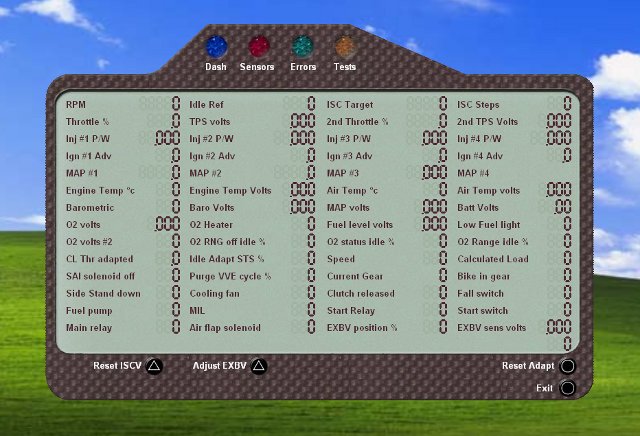 Dash Sensors Errors Tests
RPM 0 Idle Ref 0 ISC Target 0 ISC Steps 0
Throttle % 0 TPS volts .000 2nd Throttle % 0 2nd TPS Volts .000
Inj #1 P/W .000 Inj #2 P/W .000 Inj #3 P/W .000 Inj #4 P/W .000
Ign #1 Adv 0 Ign #2 Adv 0 Ign #3 Adv 0 Ign #4 Adv 0
MAP #1 0 MAP #2 0 MAP #3 .000 MAP #4 0
Engine Temp °c 0 Engine Temp Volts .000 Air Temp °c 0 Air Temp volts .000
Barometric 0 Baro Volts .000 MAP volts .000 Batt Volts .00
O2 volts .000 O2 Heater 0 Fuel level volts .000 Low Fuel light 0
O2 volts #2 0 O2 RNG off idle % 0 O2 status idle % 0 O2 Range idle % 0
CL Thr adapted 0 Idle Adapt STS % 0 Speed 0 Calculated Load 0
SAI solenoid off 0 Purge VVE cycle % 0 Current Gear 0 Bike in gear 0
Side Stand down 0 Cooling fan 0 Clutch released 0 Fall switch 0
Fuel pump 0 MIL 0 Start Relay 0 Start switch 0
Main relay 0 Air flap solenoid 0 EXBV position % 0 EXBV sens volts .000
0
Reset ISCV Adjust EXBV Reset Adapt
Exit